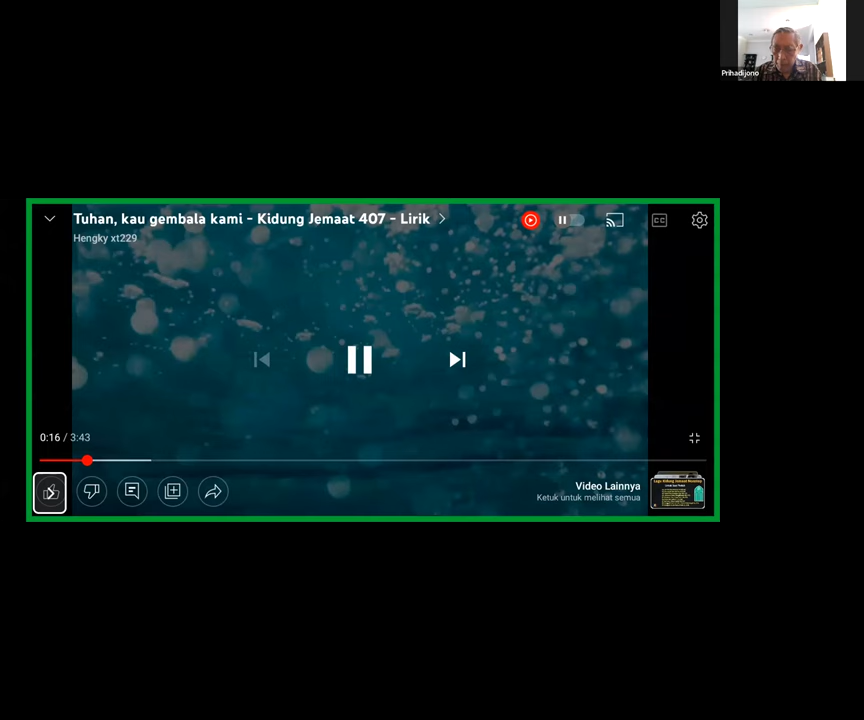 Prihadijono
Tuhan, kau gembala kami - Kidung Jemaat 407 - Lirik
Hengky xt229
CC
0:16 / 3:43
Video Lainnya
Ketuk untuk melihat semua